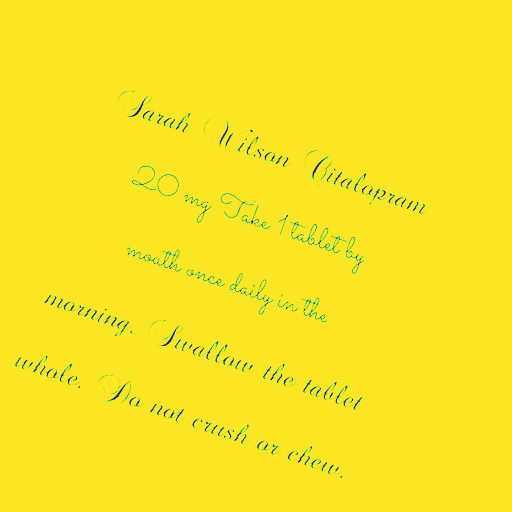 Sarah Wilson Citalopram
20 mg Take 1 tablet by
mouth once daily in the
morning. Swallow the tablet
whole. Do not crush or chew.